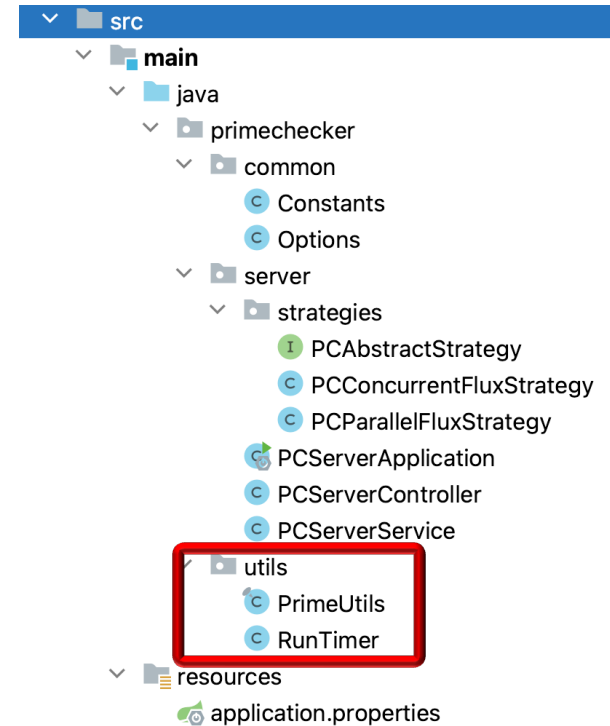 src
main
java
primechecker
common
C Constants
C Options
server
strategies
I PCAbstractStrategy
C PCConcurrentFluxStrategy
C PCParallelFluxStrategy
C PCServerApplication
C PCServerController
C PCServerService
utils
C PrimeUtils
C RunTimer
resources
application.properties